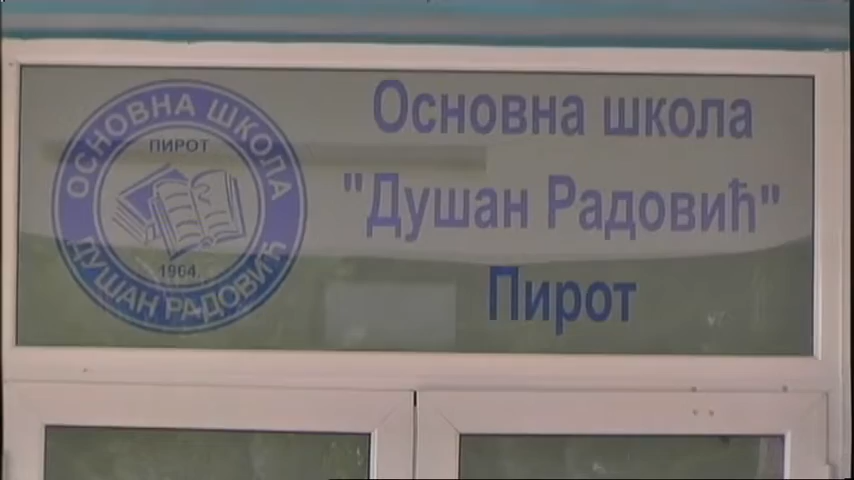 ОСНОВНА ШКОЛА
ПИРОТ
1964.
ДУШАН РАДОВИЋ
Основна школа
"Душан Радовић"
Пирот